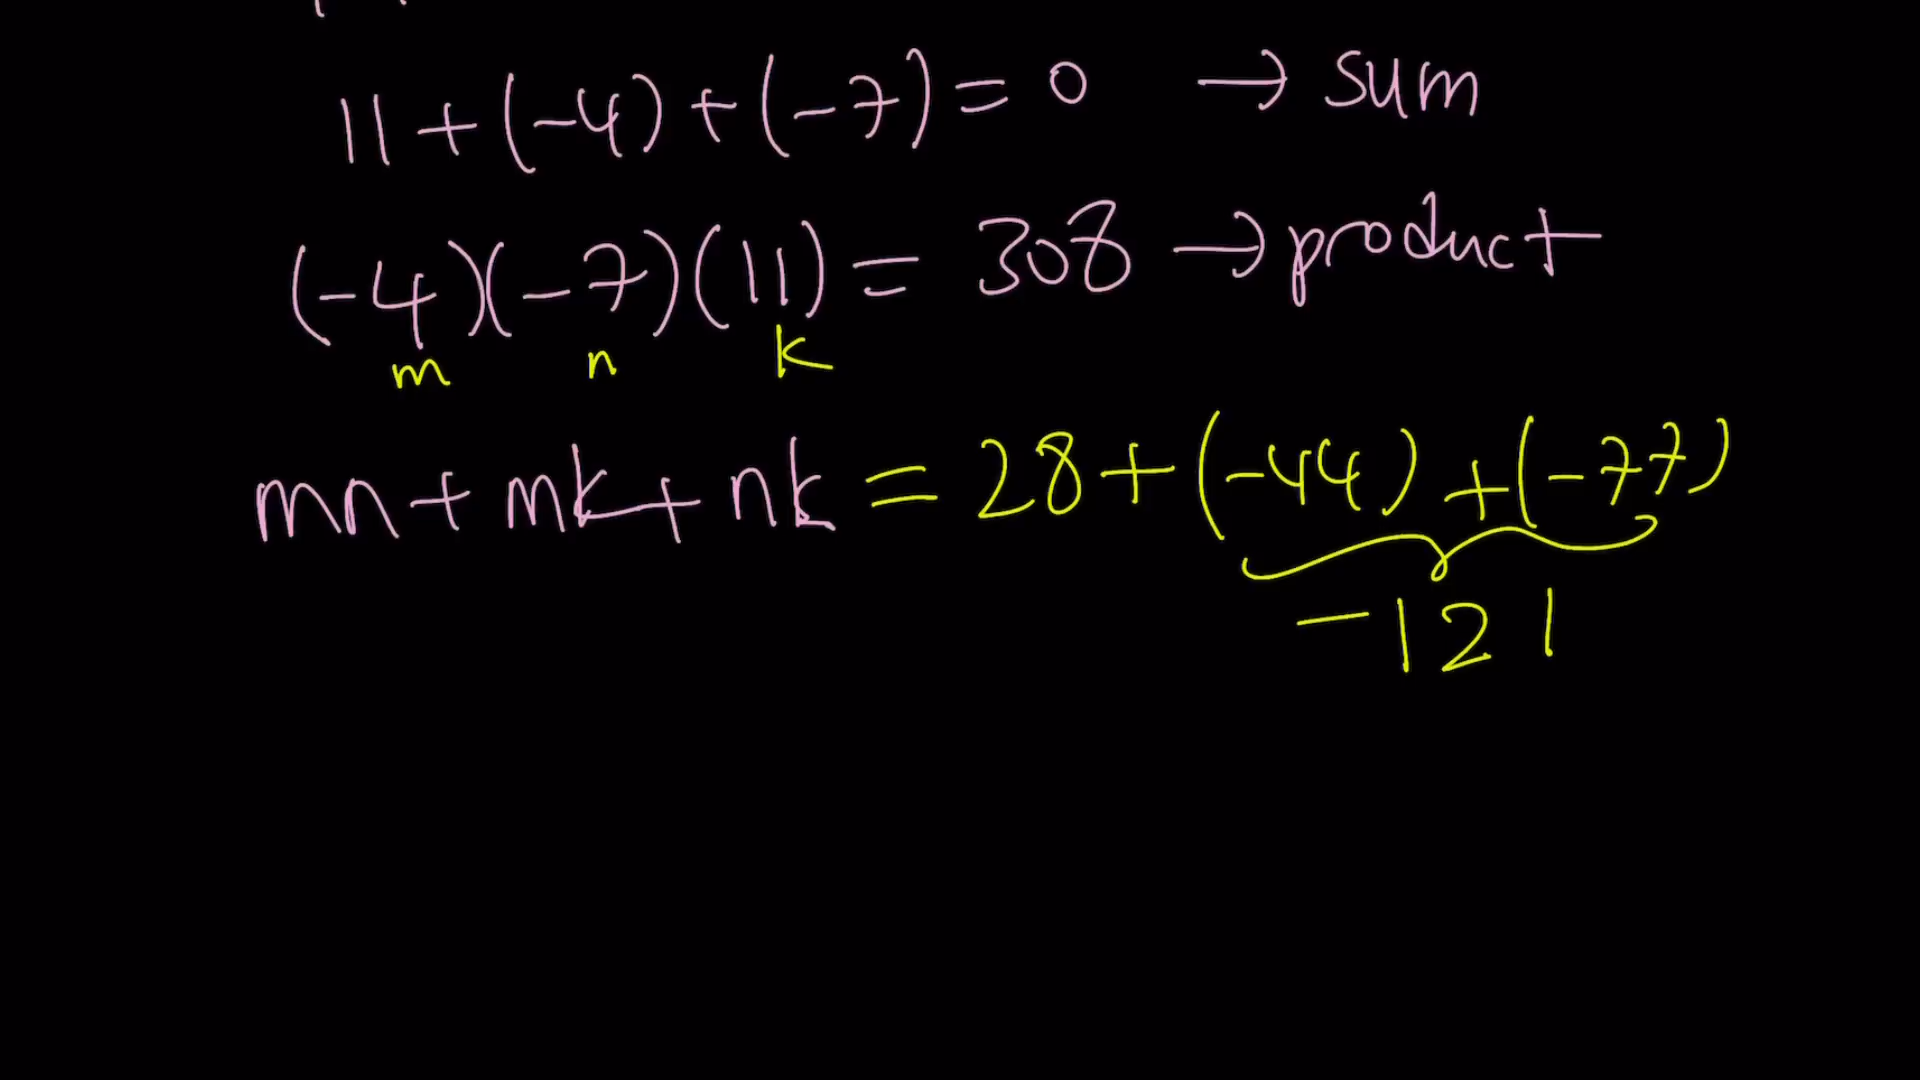 11+(-4)+(-7)=0 → sum
(-4)(-7)(11)=308 → product
m n k
mn+mk+nk=28+(-44)+(-77)
-121